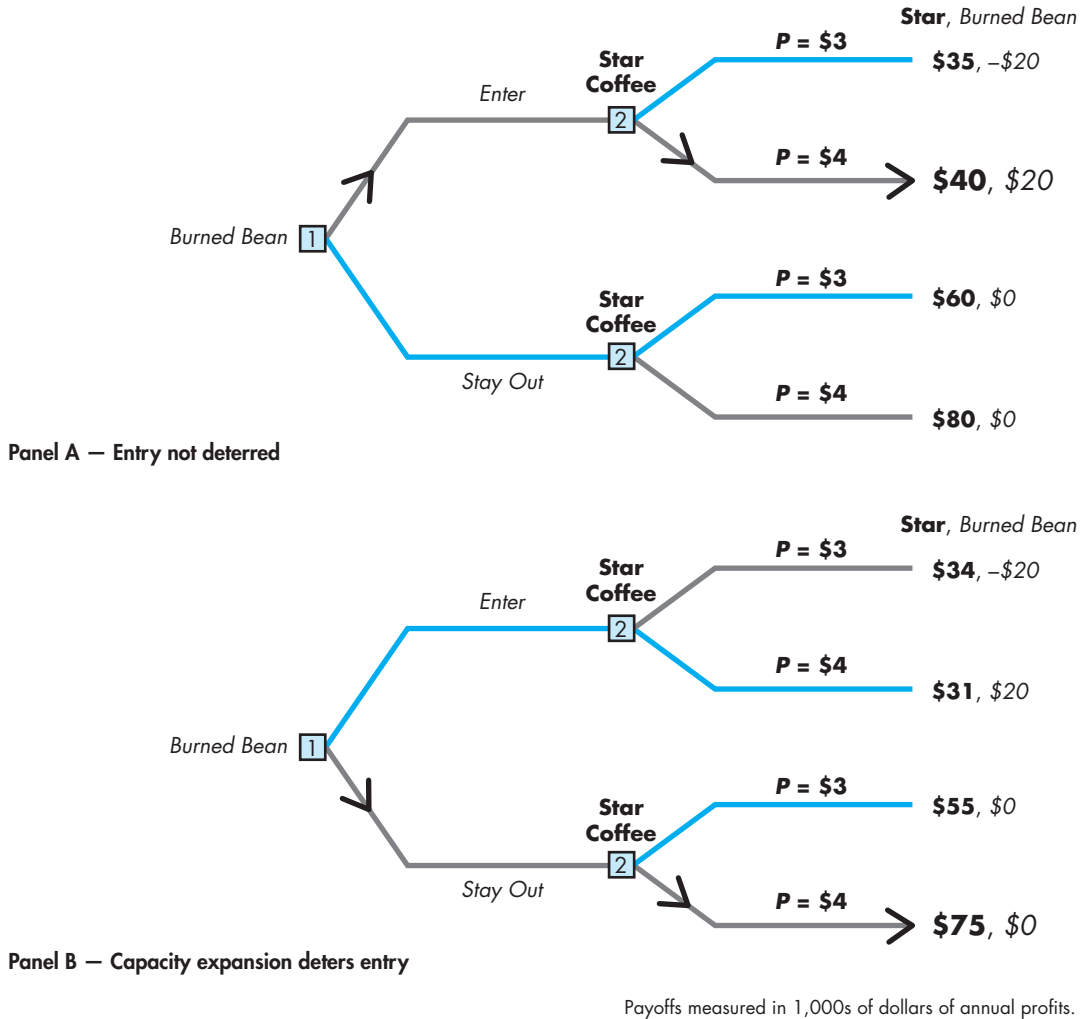 Star, Burned Bean
P = $3
Star
Coffee
$35, –$20
Enter
2
P = $4
$40, $20
Burned Bean
1
P = $3
Star
Coffee
$60, $0
2
Stay Out
P = $4
$80, $0
Panel A — Entry not deterred
Star, Burned Bean
P = $3
Star
Coffee
$34, –$20
Enter
2
P = $4
$31, $20
Burned Bean
1
P = $3
Star
Coffee
$55, $0
2
Stay Out
P = $4
$75, $0
Panel B — Capacity expansion deters entry
Payoffs measured in 1,000s of dollars of annual profits.